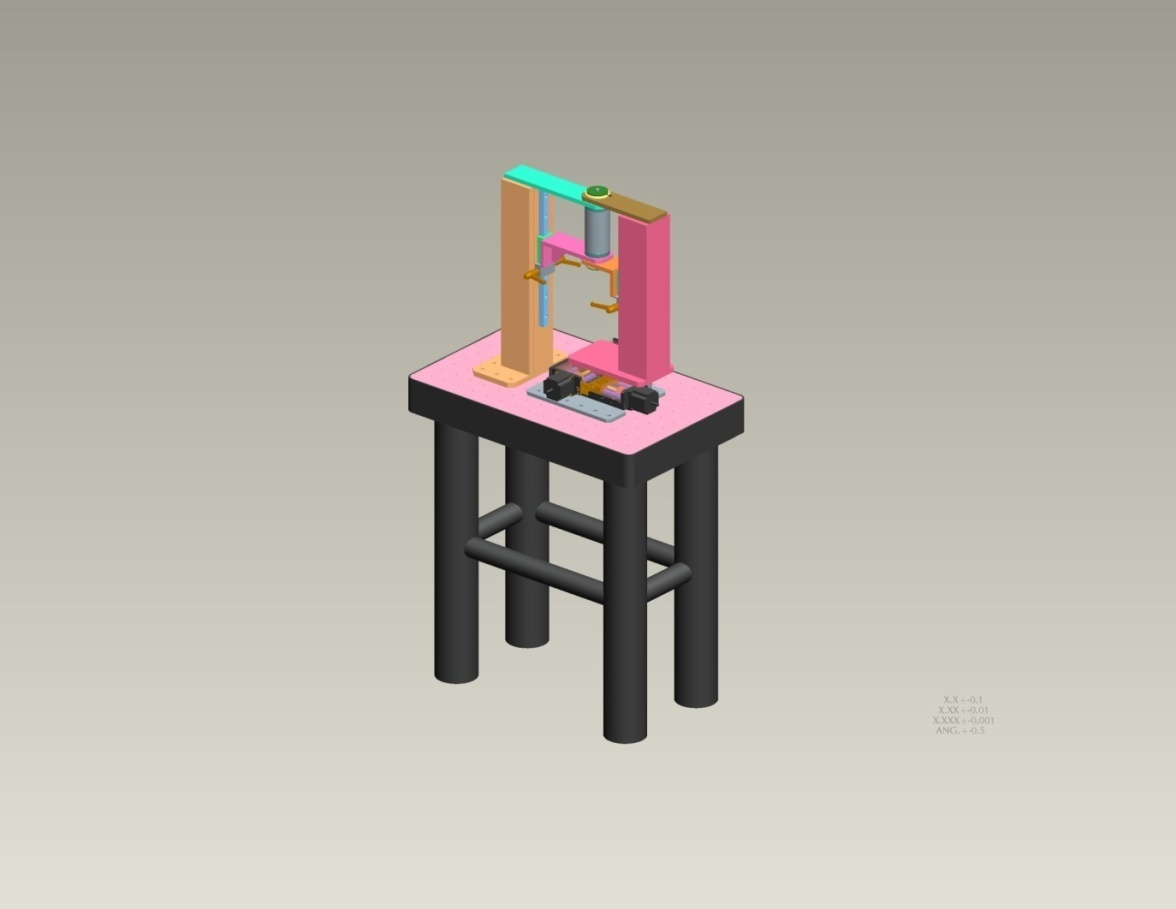 X.X +-0.1
X.XX +-0.01
X.XXX +-0.001
ANG. +-0.5